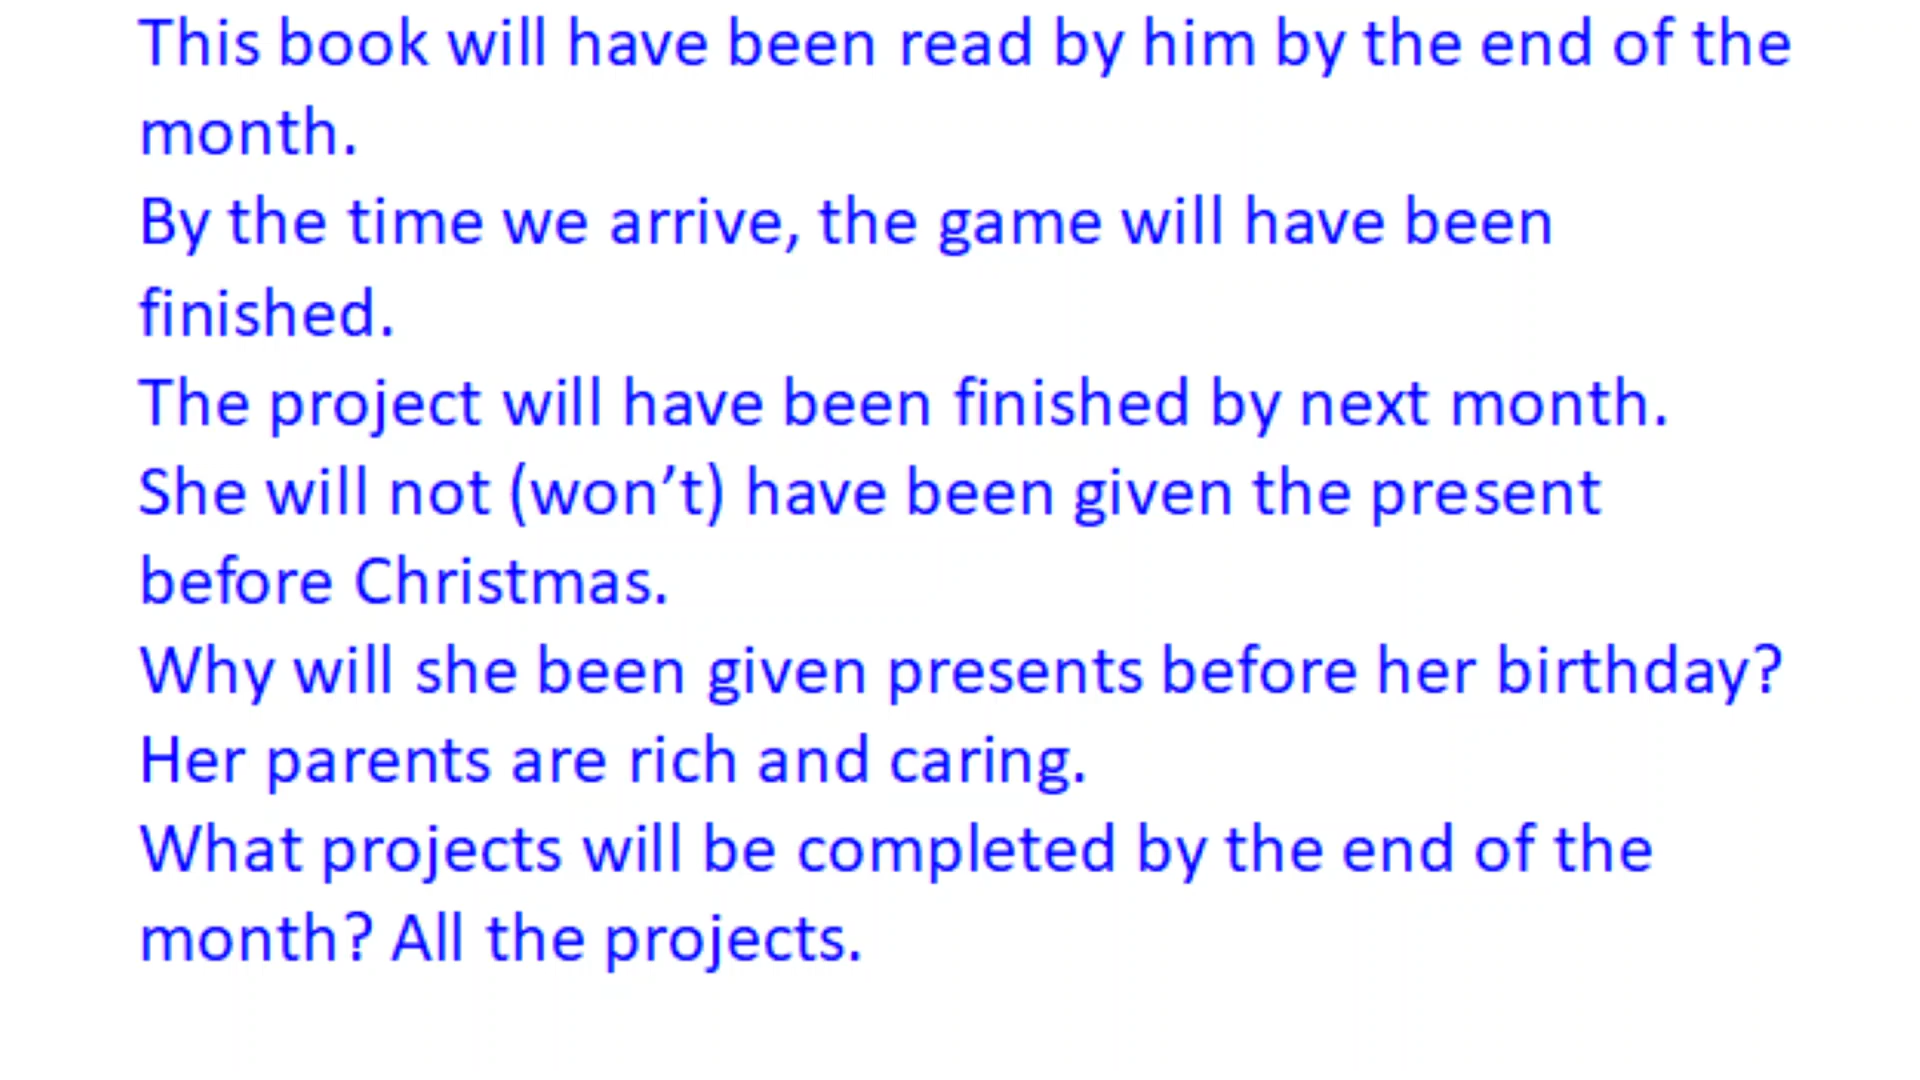 This book will have been read by him by the end of the
month.
By the time we arrive, the game will have been
finished.
The project will have been finished by next month.
She will not (won’t) have been given the present
before Christmas.
Why will she been given presents before her birthday?
Her parents are rich and caring.
What projects will be completed by the end of the
month? All the projects.